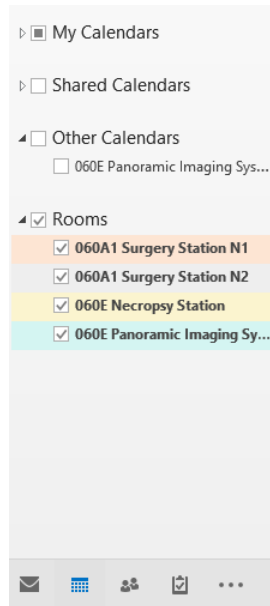 My Calendars
Shared Calendars
Other Calendars
060E Panoramic Imaging Sys...
Rooms
060A1 Surgery Station N1
060A1 Surgery Station N2
060E Necropsy Station
060E Panoramic Imaging Sy...